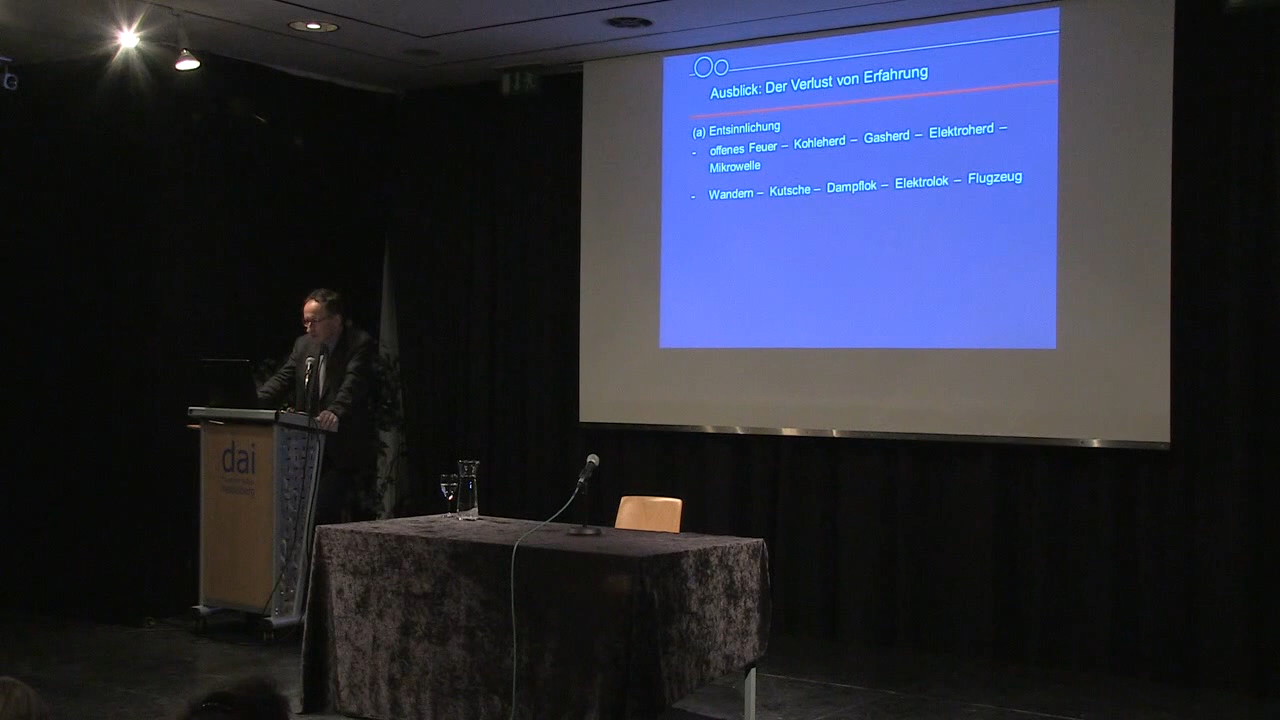 Ausblick: Der Verlust von Erfahrung
(a) Entsinnlichung
- offenes Feuer – Kohleherd – Gasherd – Elektroherd –
Mikrowelle
- Wandern – Kutsche – Dampflok – Elektrolok – Flugzeug
dai